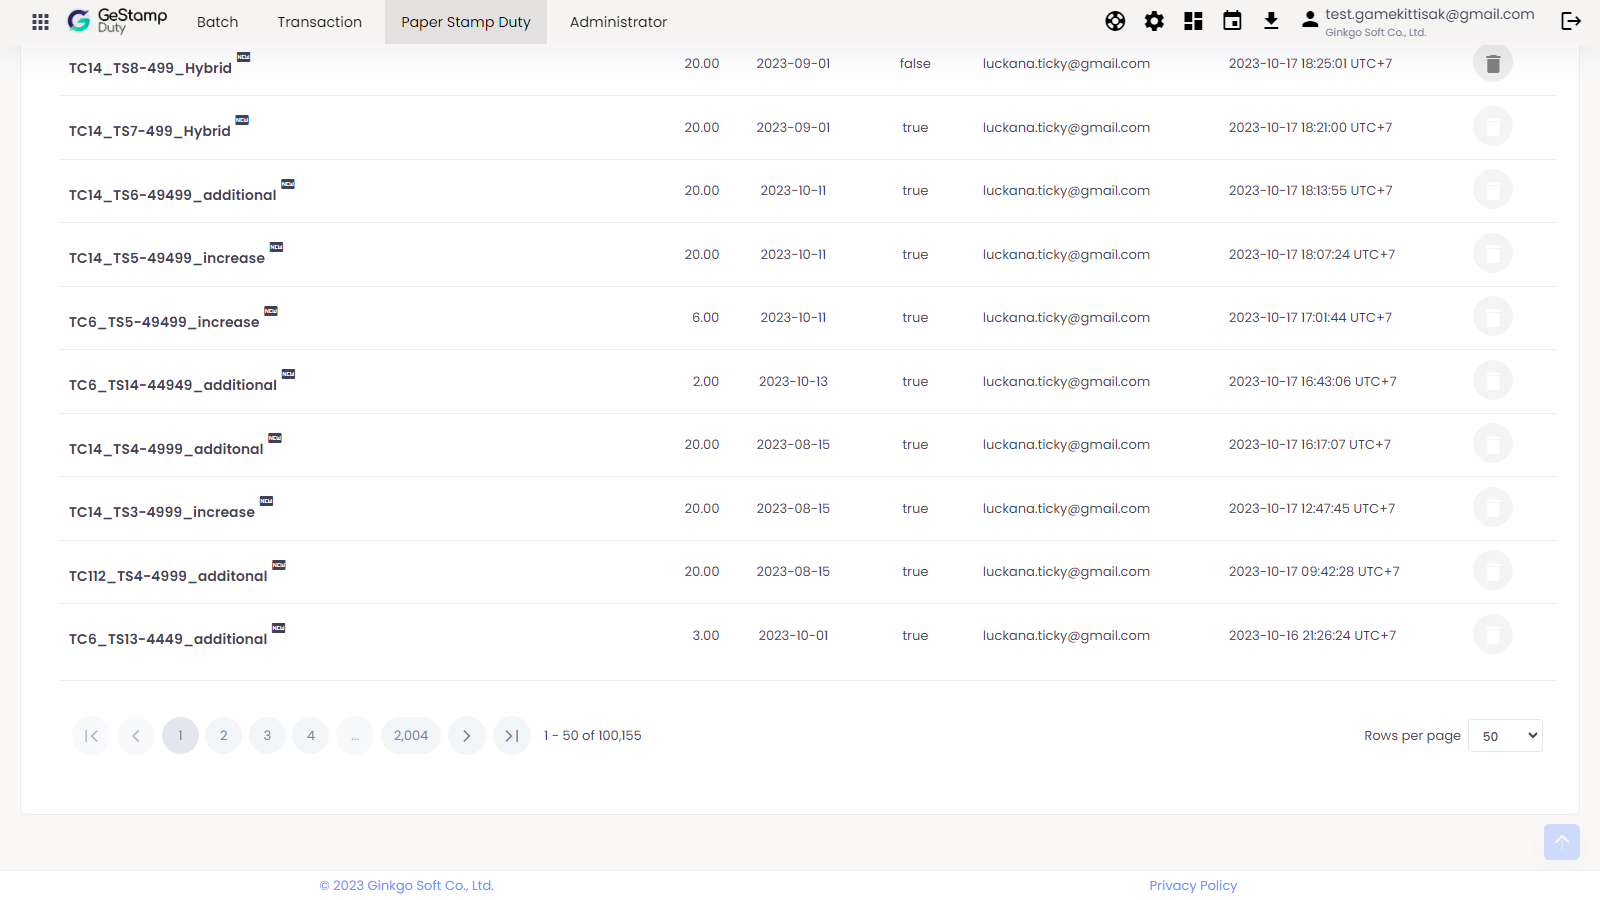 GeStamp Duty Batch Transaction Paper Stamp Duty Administrator test.gamekittisak@gmail.com
Ginkgo Soft Co., Ltd.
TC14_TS8-499_Hybrid NEW 20.00 2023-09-01 false luckana.ticky@gmail.com 2023-10-17 18:25:01 UTC+7
TC14_TS7-499_Hybrid NEW 20.00 2023-09-01 true luckana.ticky@gmail.com 2023-10-17 18:21:00 UTC+7
TC14_TS6-49499_additional NEW 20.00 2023-10-11 true luckana.ticky@gmail.com 2023-10-17 18:13:55 UTC+7
TC14_TS5-49499_increase NEW 20.00 2023-10-11 true luckana.ticky@gmail.com 2023-10-17 18:07:24 UTC+7
TC6_TS5-49499_increase NEW 6.00 2023-10-11 true luckana.ticky@gmail.com 2023-10-17 17:01:44 UTC+7
TC6_TS14-44949_additional NEW 2.00 2023-10-13 true luckana.ticky@gmail.com 2023-10-17 16:43:06 UTC+7
TC14_TS4-4999_additonal NEW 20.00 2023-08-15 true luckana.ticky@gmail.com 2023-10-17 16:17:07 UTC+7
TC14_TS3-4999_increase NEW 20.00 2023-08-15 true luckana.ticky@gmail.com 2023-10-17 12:47:45 UTC+7
TC112_TS4-4999_additonal NEW 20.00 2023-08-15 true luckana.ticky@gmail.com 2023-10-17 09:42:28 UTC+7
TC6_TS13-4449_additional NEW 3.00 2023-10-01 true luckana.ticky@gmail.com 2023-10-16 21:26:24 UTC+7
1 2 3 4 ... 2,004 1 - 50 of 100,155 Rows per page 50
© 2023 Ginkgo Soft Co., Ltd. Privacy Policy